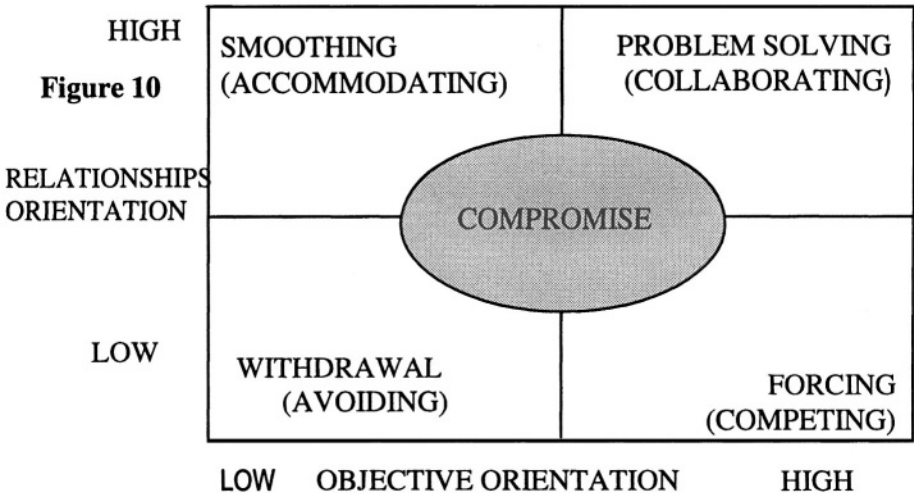 HIGH
Figure 10
SMOOTHING
(ACCOMMODATING)
PROBLEM SOLVING
(COLLABORATING)
RELATIONSHIPS
ORIENTATION
COMPROMISE
LOW
WITHDRAWAL
(AVOIDING)
FORCING
(COMPETING)
LOW OBJECTIVE ORIENTATION HIGH